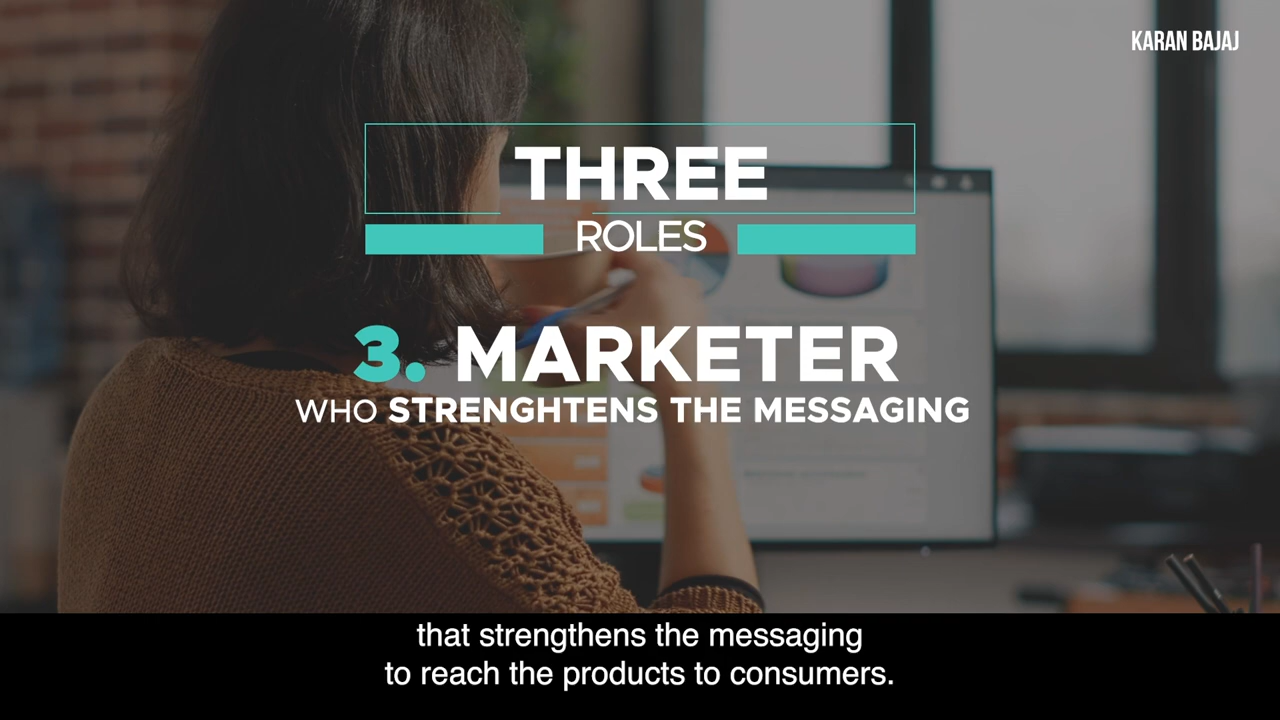 KARAN BAJAJ
THREE
ROLES
3. MARKETER
WHO STRENGHTENS THE MESSAGING
that strengthens the messaging
to reach the products to consumers.